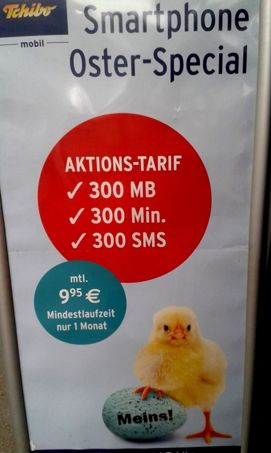 Tchibo
mobil
Smartphone
Oster-Special
AKTIONS-TARIF
✓ 300 MB
✓ 300 Min.
✓ 300 SMS
mtl.
9,95 €
Mindestlaufzeit
nur 1 Monat
Meins!